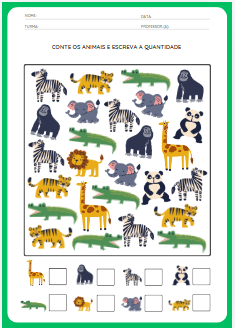 NOME: DATA:
TURMA: PROFESSOR (A):
CONTE OS ANIMAIS E ESCREVA A QUANTIDADE